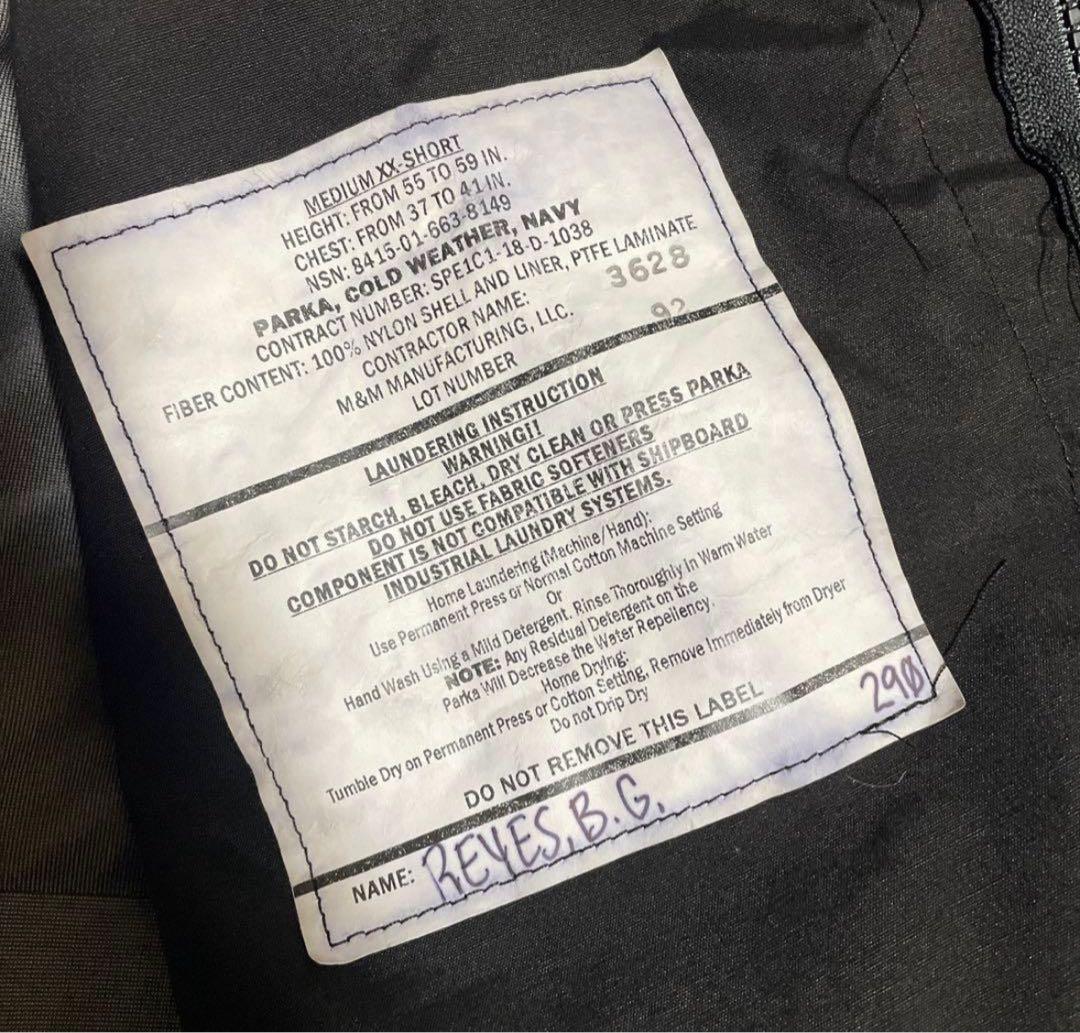 MEDIUM XX-SHORT
HEIGHT: FROM 55 TO 59 IN.
CHEST: FROM 37 TO 41 IN.
NSN: 8415-01-663-8149
PARKA, COLD WEATHER, NAVY
CONTRACT NUMBER: SPE1C1-18-D-1038
FIBER CONTENT: 100% NYLON SHELL AND LINER, PTFE LAMINATE
CONTRACTOR NAME:
3628
M&M MANUFACTURING, LLC.
LOT NUMBER
92
LAUNDERING INSTRUCTION
WARNING!!
DO NOT STARCH, BLEACH, DRY CLEAN OR PRESS PARKA
DO NOT USE FABRIC SOFTENERS
COMPONENT IS NOT COMPATIBLE WITH SHIPBOARD
INDUSTRIAL LAUNDRY SYSTEMS.
Home Laundering (Machine/Hand):
Use Permanent Press or Normal Cotton Machine Setting
Or
Hand Wash Using a Mild Detergent. Rinse Thoroughly In Warm Water
NOTE: Any Residual Detergent on the
Parka Will Decrease the Water Repellency.
Home Drying:
Tumble Dry on Permanent Press or Cotton Setting, Remove Immediately from Dryer
Do not Drip Dry
DO NOT REMOVE THIS LABEL
290
NAME: REYES, B.G.